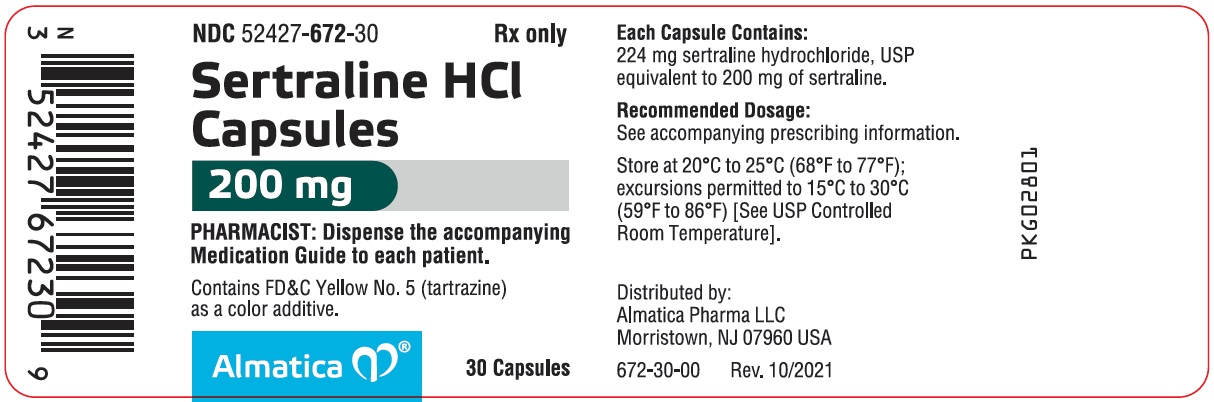 NDC 52427-672-30 Rx only
Sertraline HCl
Capsules
200 mg
PHARMACIST: Dispense the accompanying
Medication Guide to each patient.
Contains FD&C Yellow No. 5 (tartrazine)
as a color additive.
Almatica ®
30 Capsules
Each Capsule Contains:
224 mg sertraline hydrochloride, USP
equivalent to 200 mg of sertraline.
Recommended Dosage:
See accompanying prescribing information.
Store at 20°C to 25°C (68°F to 77°F);
excursions permitted to 15°C to 30°C
(59°F to 86°F) [See USP Controlled
Room Temperature].
Distributed by:
Almatica Pharma LLC
Morristown, NJ 07960 USA
672-30-00 Rev. 10/2021
PKG02801
N
3 52427 67230 9